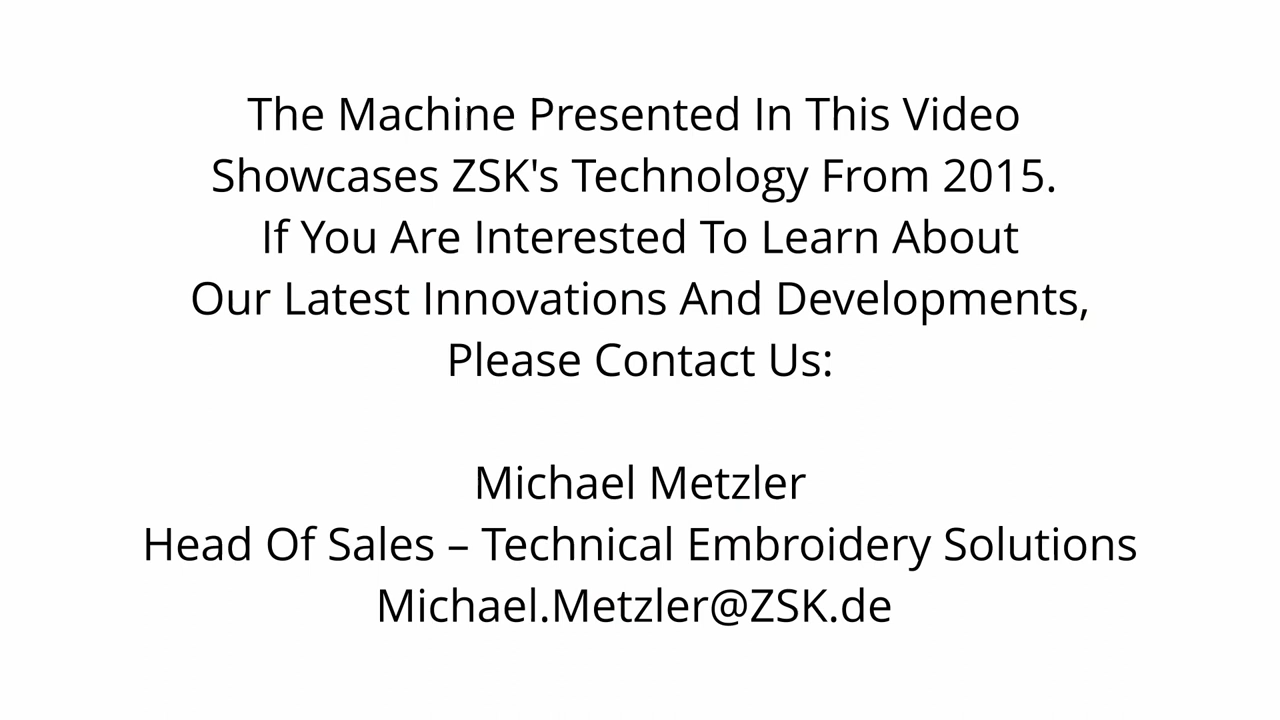 The Machine Presented In This Video
Showcases ZSK's Technology From 2015.
If You Are Interested To Learn About
Our Latest Innovations And Developments,
Please Contact Us:
Michael Metzler
Head Of Sales – Technical Embroidery Solutions
Michael.Metzler@ZSK.de